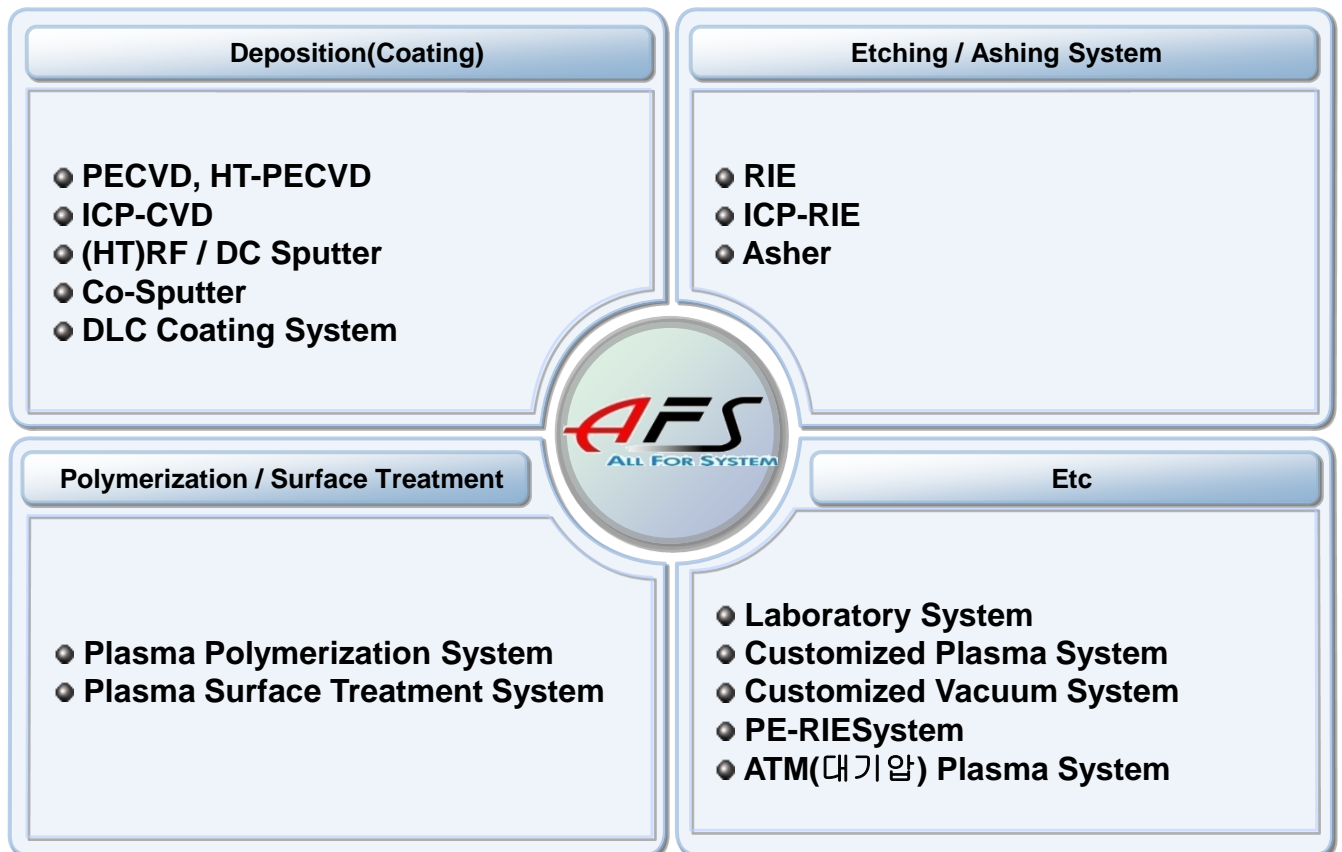 Deposition(Coating)
PECVD, HT-PECVD
ICP-CVD
(HT)RF / DC Sputter
Co-Sputter
DLC Coating System
Etching / Ashing System
RIE
ICP-RIE
Asher
AFS
ALL FOR SYSTEM
Polymerization / Surface Treatment
Plasma Polymerization System
Plasma Surface Treatment System
Etc
Laboratory System
Customized Plasma System
Customized Vacuum System
PE-RIESystem
ATM(대기압) Plasma System